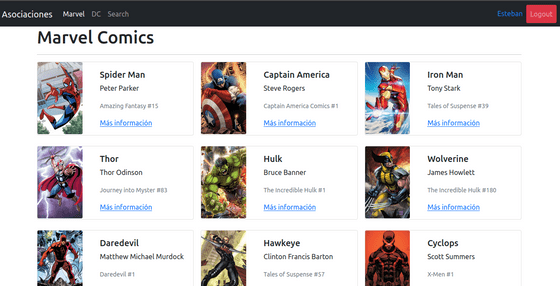 Asociaciones Marvel DC Search Esteban Logout
Marvel Comics
Spider Man
Peter Parker
Amazing Fantasy #15
Más información
Captain America
Steve Rogers
Captain America Comics #1
Más información
Iron Man
Tony Stark
Tales of Suspense #39
Más información
Thor
Thor Odinson
Journey into Myster #83
Más información
Hulk
Bruce Banner
The Incredible Hulk #1
Más información
Wolverine
James Howlett
The Incredible Hulk #180
Más información
Daredevil
Matthew Michael Murdock
Daredevil #1
Hawkeye
Clinton Francis Barton
Tales of Suspense #57
Cyclops
Scott Summers
X-Men #1